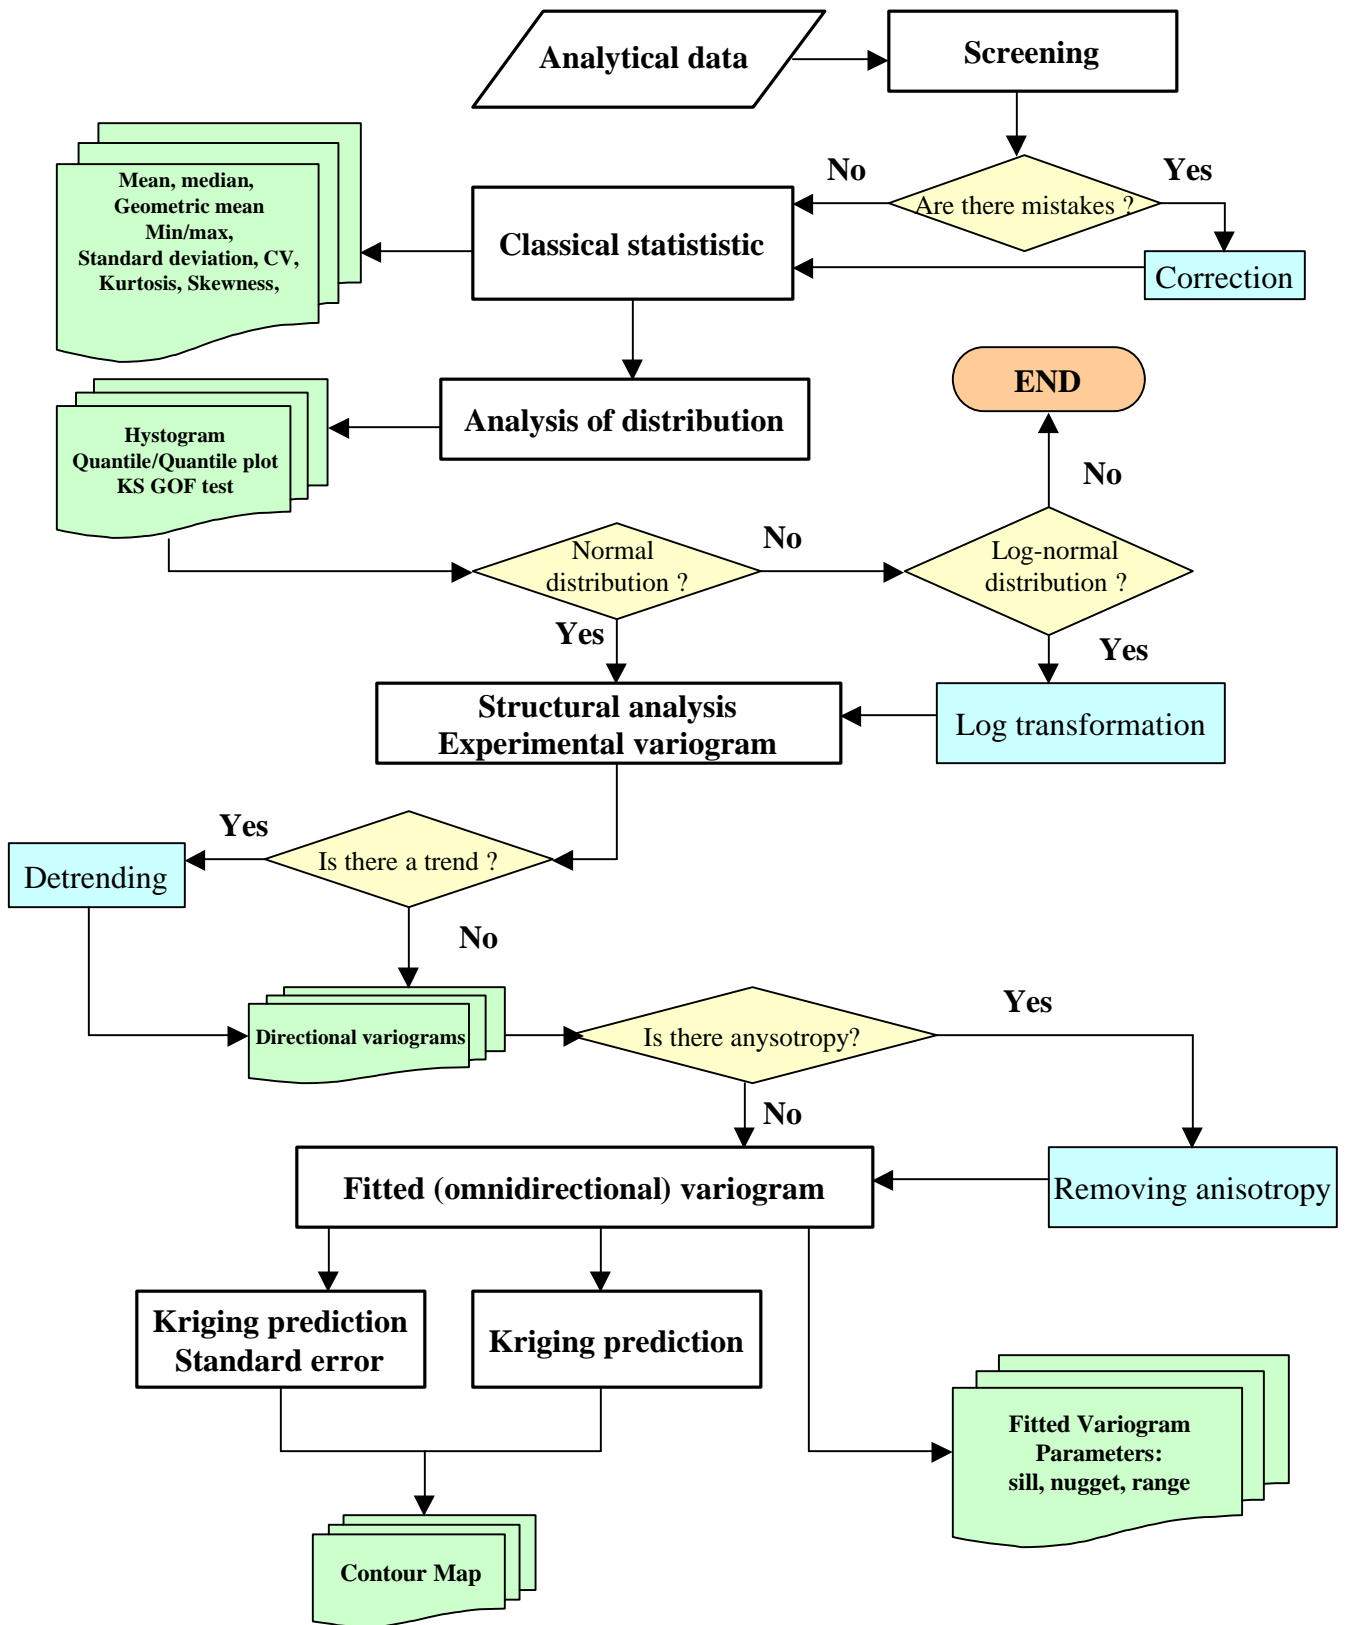 Analytical data
Screening
No
Yes
Are there mistakes ?
Mean, median,
Geometric mean
Min/max,
Standard deviation, CV,
Kurtosis, Skewness,
Classical statististic
Correction
END
Analysis of distribution
Hystogram
Quantile/Quantile plot
KS GOF test
No
Normal
distribution ?
No
Log-normal
distribution ?
Yes
Yes
Structural analysis
Experimental variogram
Log transformation
Yes
Is there a trend ?
Detrending
No
Directional variograms
Is there anysotropy?
Yes
No
Fitted (omnidirectional) variogram
Removing anisotropy
Kriging prediction
Standard error
Kriging prediction
Fitted Variogram
Parameters:
sill, nugget, range
Contour Map